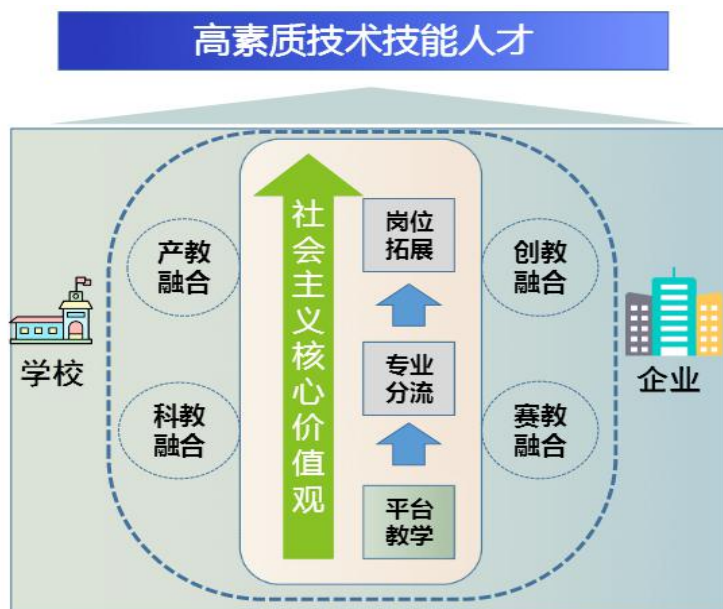 高素质技术技能人才
产教
融合
科教
融合
学校
社会主义核心价值观
岗位
拓展
专业
分流
平台
教学
创教
融合
赛教
融合
企业